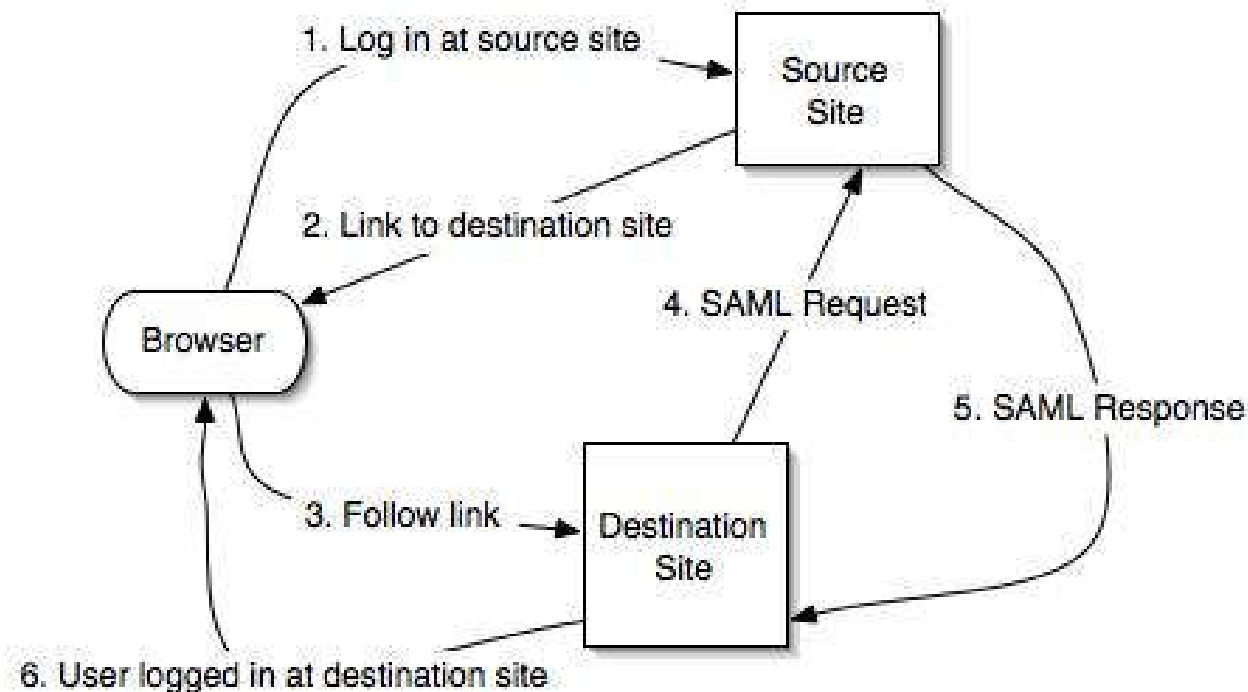 1. Log in at source site
Source
Site
2. Link to destination site
4. SAML Request
Browser
5. SAML Response
3. Follow link
Destination
Site
6. User logged in at destination site